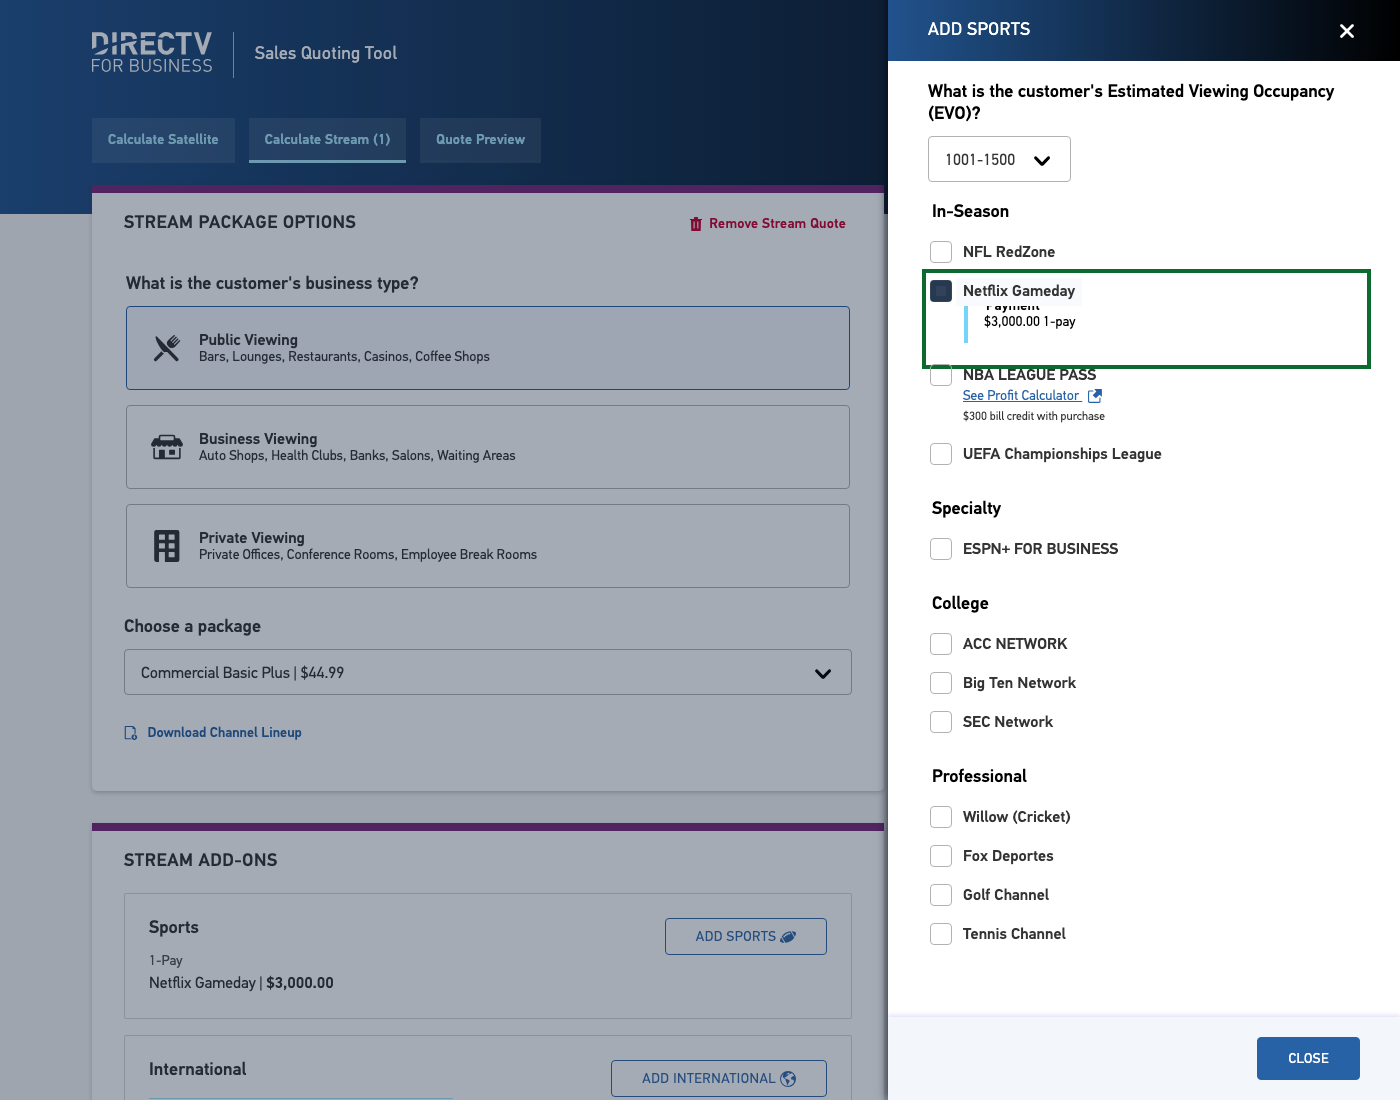 DIRECTV
FOR BUSINESS
Sales Quoting Tool
Calculate Satellite
Calculate Stream (1)
Quote Preview
STREAM PACKAGE OPTIONS
Remove Stream Quote
What is the customer's business type?
Public Viewing
Bars, Lounges, Restaurants, Casinos, Coffee Shops
Business Viewing
Auto Shops, Health Clubs, Banks, Salons, Waiting Areas
Private Viewing
Private Offices, Conference Rooms, Employee Break Rooms
Choose a package
Commercial Basic Plus | $44.99
Download Channel Lineup
STREAM ADD-ONS
Sports
ADD SPORTS
1-Pay
Netflix Gameday | $3,000.00
International
ADD INTERNATIONAL
ADD SPORTS
What is the customer's Estimated Viewing Occupancy
(EVO)?
1001-1500
In-Season
NFL RedZone
Netflix Gameday
Payment
$3,000.00 1-pay
NBA LEAGUE PASS
See Profit Calculator
$300 bill credit with purchase
UEFA Championships League
Specialty
ESPN+ FOR BUSINESS
College
ACC NETWORK
Big Ten Network
SEC Network
Professional
Willow (Cricket)
Fox Deportes
Golf Channel
Tennis Channel
CLOSE